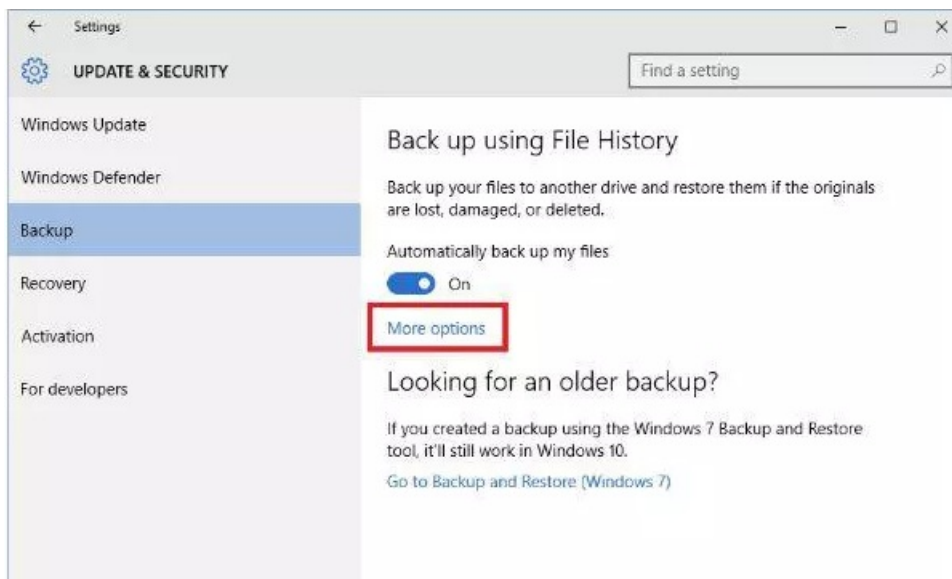 Settings
UPDATE & SECURITY
Find a setting
Windows Update
Windows Defender
Backup
Recovery
Activation
For developers
Back up using File History
Back up your files to another drive and restore them if the originals
are lost, damaged, or deleted.
Automatically back up my files
On
More options
Looking for an older backup?
If you created a backup using the Windows 7 Backup and Restore
tool, it'll still work in Windows 10.
Go to Backup and Restore (Windows 7)